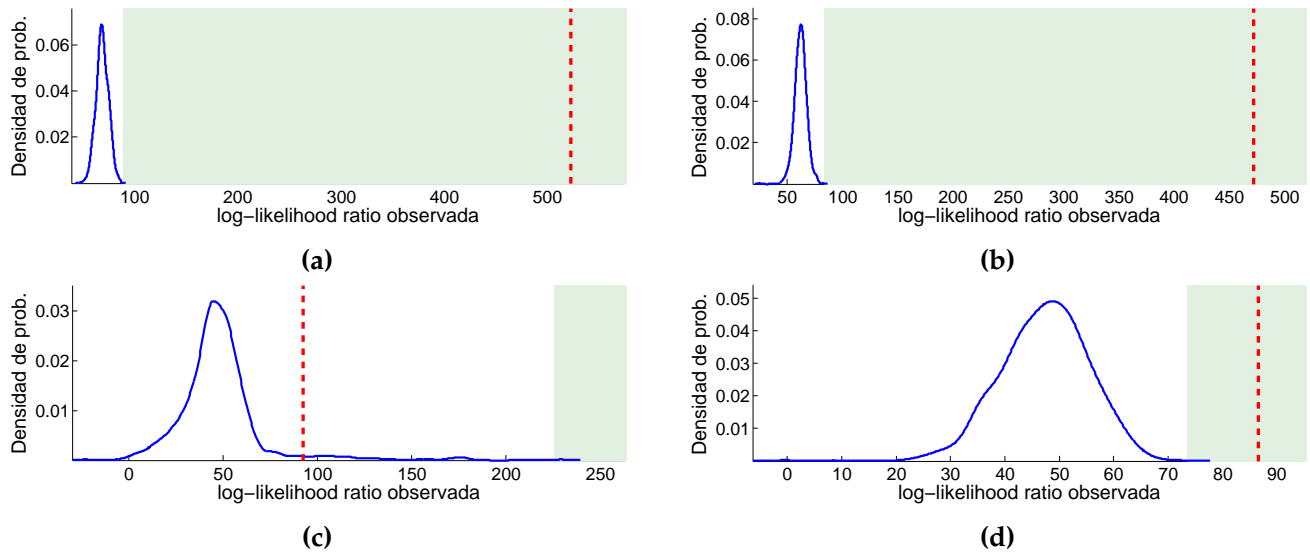 Densidad de prob.
0.06
0.04
0.02
100 200 300 400 500
log−likelihood ratio observada
(a)
Densidad de prob.
0.08
0.06
0.04
0.02
50 100 150 200 250 300 350 400 450 500
log−likelihood ratio observada
(b)
Densidad de prob.
0.03
0.02
0.01
0 50 100 150 200 250
log−likelihood ratio observada
(c)
Densidad de prob.
0.05
0.04
0.03
0.02
0.01
0 10 20 30 40 50 60 70 80 90
log−likelihood ratio observada
(d)